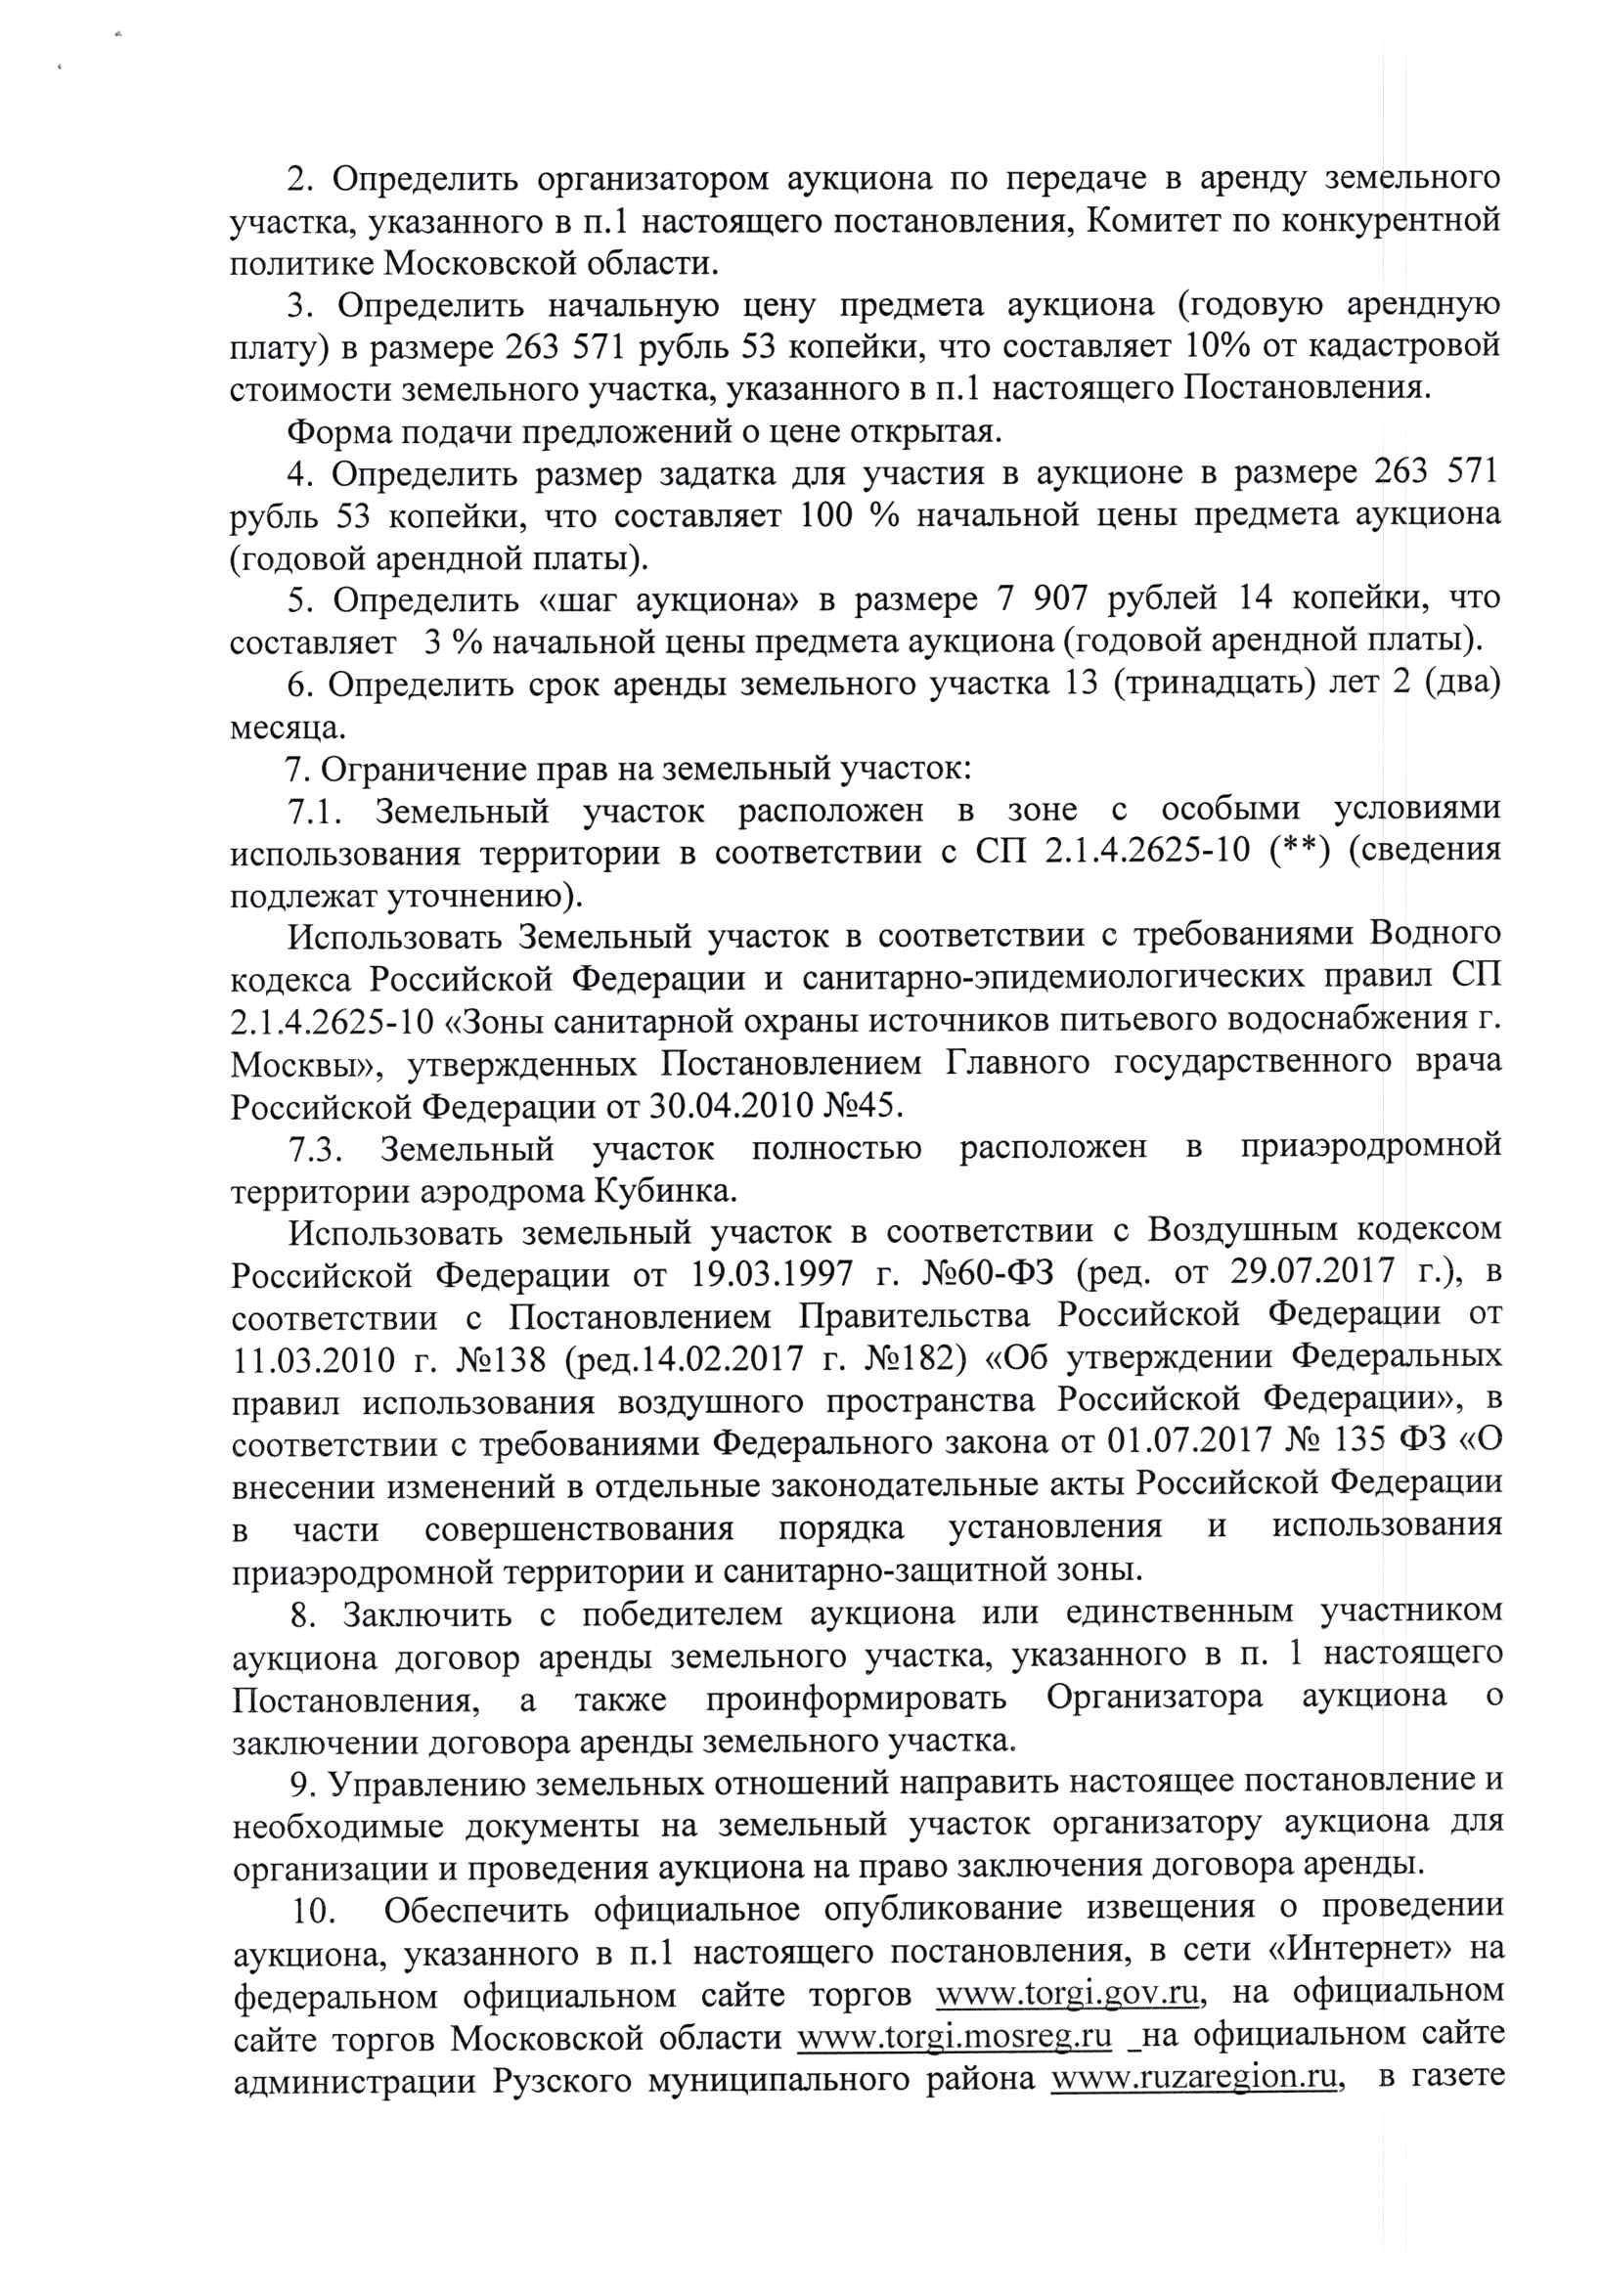 2. Определить организатором аукциона по передаче в аренду земельного
участка, указанного в п.1 настоящего постановления, Комитет по конкурентной
политике Московской области.
3. Определить начальную цену предмета аукциона (годовую арендную
плату) в размере 263 571 рубль 53 копейки, что составляет 10% от кадастровой
стоимости земельного участка, указанного в п.1 настоящего Постановления.
Форма подачи предложений о цене открытая.
4. Определить размер задатка для участия в аукционе в размере 263 571
рубль 53 копейки, что составляет 100 % начальной цены предмета аукциона
(годовой арендной платы).
5. Определить «шаг аукциона» в размере 7 907 рублей 14 копейки, что
составляет 3 % начальной цены предмета аукциона (годовой арендной платы).
6. Определить срок аренды земельного участка 13 (тринадцать) лет 2 (два)
месяца.
7. Ограничение прав на земельный участок:
7.1. Земельный участок расположен в зоне с особыми условиями
использования территории в соответствии с СП 2.1.4.2625-10 (**) (сведения
подлежат уточнению).
Использовать Земельный участок в соответствии с требованиями Водного
кодекса Российской Федерации и санитарно-эпидемиологических правил СП
2.1.4.2625-10 «Зоны санитарной охраны источников питьевого водоснабжения г.
Москвы», утвержденных Постановлением Главного государственного врача
Российской Федерации от 30.04.2010 №45.
7.3. Земельный участок полностью расположен в приаэродромной
территории аэродрома Кубинка.
Использовать земельный участок в соответствии с Воздушным кодексом
Российской Федерации от 19.03.1997 г. №60-ФЗ (ред. от 29.07.2017 г.), в
соответствии с Постановлением Правительства Российской Федерации от
11.03.2010 г. №138 (ред.14.02.2017 г. №182) «Об утверждении Федеральных
правил использования воздушного пространства Российской Федерации», в
соответствии с требованиями Федерального закона от 01.07.2017 № 135 ФЗ «О
внесении изменений в отдельные законодательные акты Российской Федерации
в части совершенствования порядка установления и использования
приаэродромной территории и санитарно-защитной зоны.
8. Заключить с победителем аукциона или единственным участником
аукциона договор аренды земельного участка, указанного в п. 1 настоящего
Постановления, а также проинформировать Организатора аукциона о
заключении договора аренды земельного участка.
9. Управлению земельных отношений направить настоящее постановление и
необходимые документы на земельный участок организатору аукциона для
организации и проведения аукциона на право заключения договора аренды.
10. Обеспечить официальное опубликование извещения о проведении
аукциона, указанного в п.1 настоящего постановления, в сети «Интернет» на
федеральном официальном сайте торгов www.torgi.gov.ru, на официальном
сайте торгов Московской области www.torgi.mosreg.ru _на официальном сайте
администрации Рузского муниципального района www.ruzaregion.ru, в газете